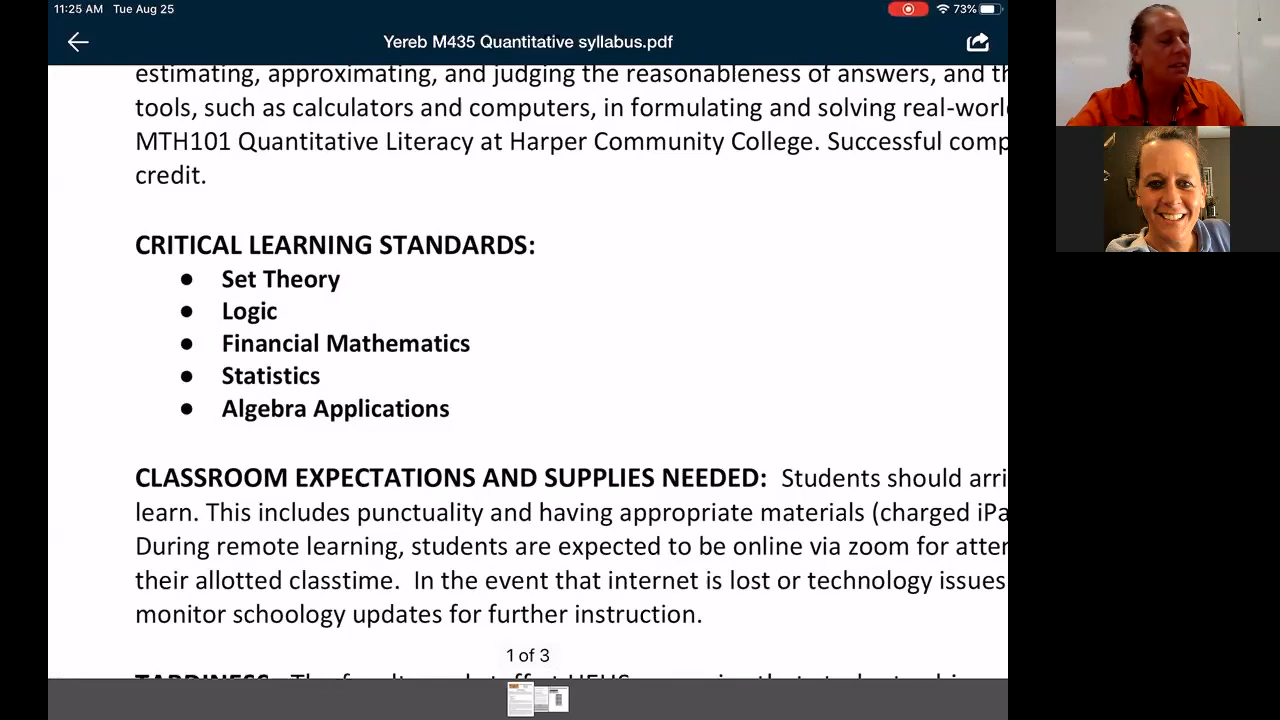 11:25 AM Tue Aug 25
73%
Yereb M435 Quantitative syllabus.pdf
estimating, approximating, and judging the reasonableness of answers, and th
tools, such as calculators and computers, in formulating and solving real-worl
MTH101 Quantitative Literacy at Harper Community College. Successful comp
credit.
CRITICAL LEARNING STANDARDS:
● Set Theory
● Logic
● Financial Mathematics
● Statistics
● Algebra Applications
CLASSROOM EXPECTATIONS AND SUPPLIES NEEDED: Students should arri
learn. This includes punctuality and having appropriate materials (charged iPa
During remote learning, students are expected to be online via zoom for atten
their allotted classtime. In the event that internet is lost or technology issues
monitor schoology updates for further instruction.
1 of 3